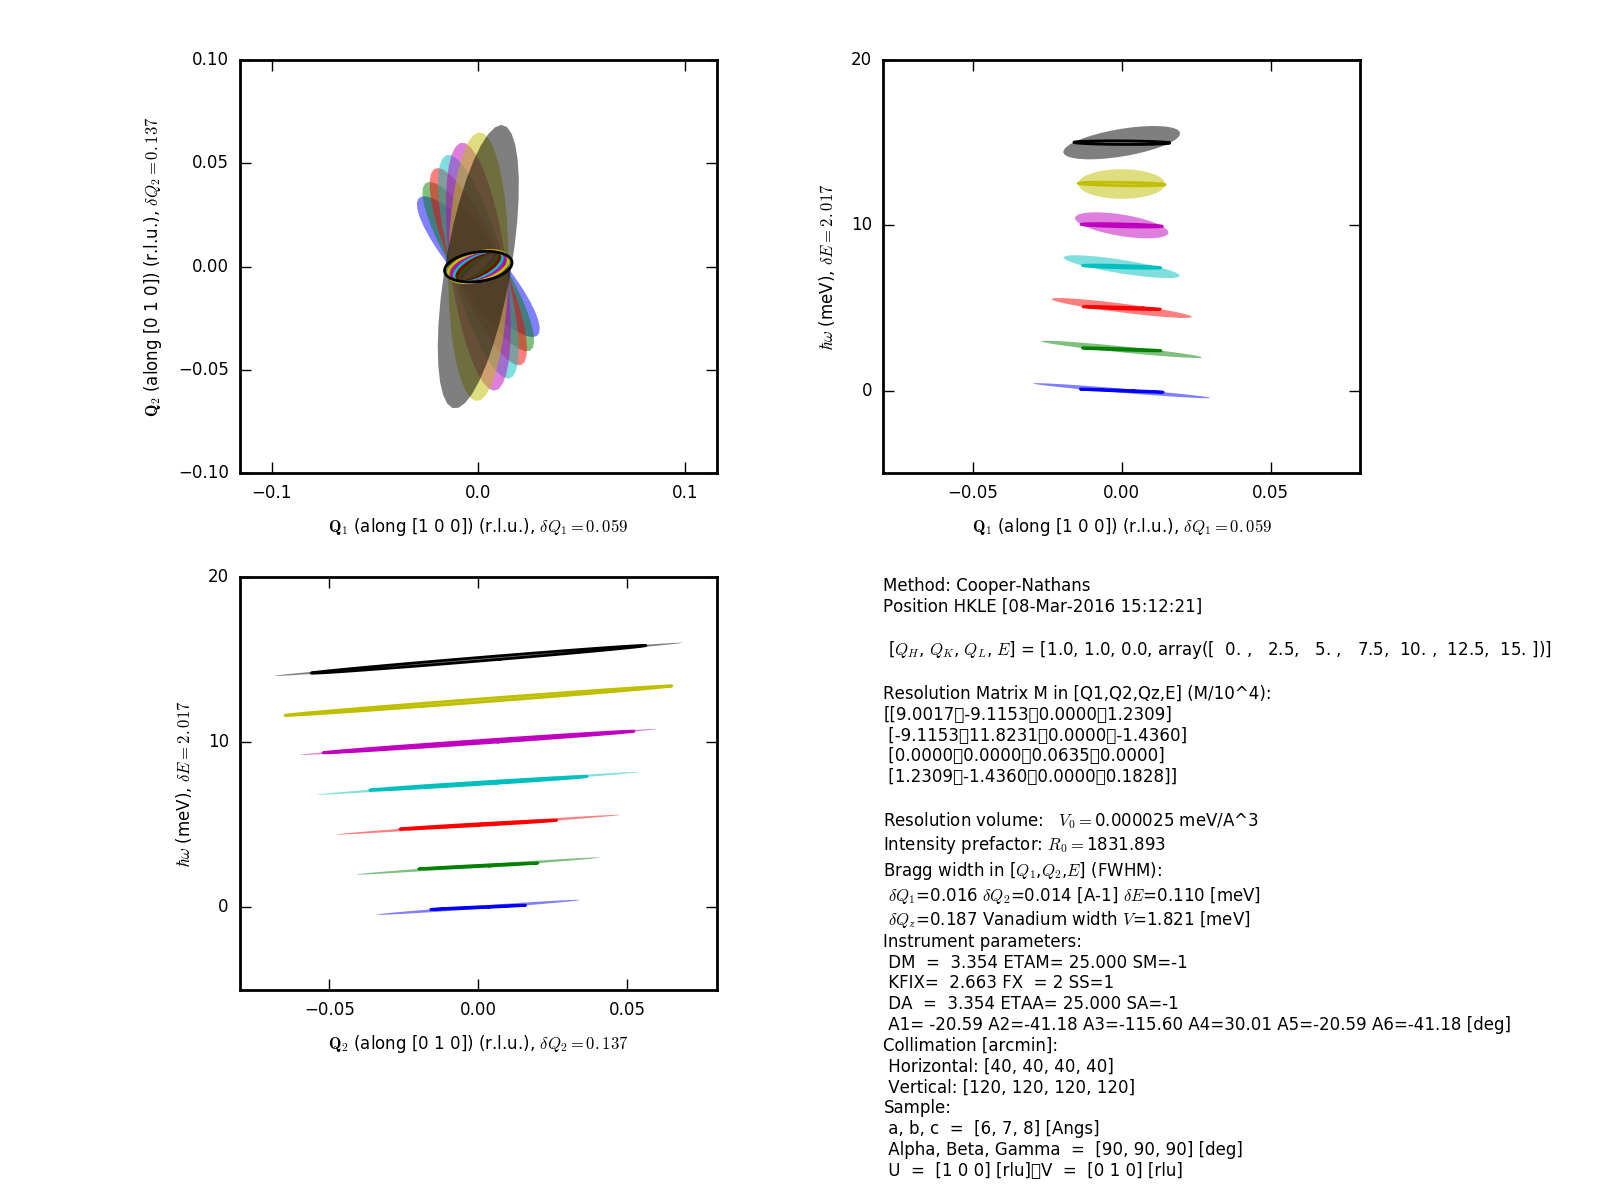 0.10
0.05
0.00
−0.05
−0.10
−0.1
0.0
0.1
Q₂ (along [0 1 0]) (r.l.u.), δQ₂ = 0.137
Q₁ (along [1 0 0]) (r.l.u.), δQ₁ = 0.059
20
10
0
−0.05
0.00
0.05
ħω (meV), δE = 2.017
Q₁ (along [1 0 0]) (r.l.u.), δQ₁ = 0.059
20
10
0
−0.05
0.00
0.05
ħω (meV), δE = 2.017
Q₂ (along [0 1 0]) (r.l.u.), δQ₂ = 0.137
Method: Cooper-Nathans
Position HKLE [08-Mar-2016 15:12:21]
[Q_H, Q_K, Q_L, E] = [1.0, 1.0, 0.0, array([  0. ,   2.5,   5. ,   7.5,  10. ,  12.5,  15. ])]
Resolution Matrix M in [Q1,Q2,Qz,E] (M/10^4):
[[9.0017▯-9.1153▯0.0000▯1.2309]
[-9.1153▯11.8231▯0.0000▯-1.4360]
[0.0000▯0.0000▯0.0635▯0.0000]
[1.2309▯-1.4360▯0.0000▯0.1828]]
Resolution volume:   V₀ = 0.000025 meV/A^3
Intensity prefactor: R₀ = 1831.893
Bragg width in [Q₁,Q₂,E] (FWHM):
δQ₁=0.016 δQ₂=0.014 [A-1] δE=0.110 [meV]
δQ_z=0.187 Vanadium width V=1.821 [meV]
Instrument parameters:
DM  =  3.354 ETAM= 25.000 SM=-1
KFIX=  2.663 FX  = 2 SS=1
DA  =  3.354 ETAA= 25.000 SA=-1
A1= -20.59 A2=-41.18 A3=-115.60 A4=30.01 A5=-20.59 A6=-41.18 [deg]
Collimation [arcmin]:
Horizontal: [40, 40, 40, 40]
Vertical: [120, 120, 120, 120]
Sample:
a, b, c  =  [6, 7, 8] [Angs]
Alpha, Beta, Gamma  =  [90, 90, 90] [deg]
U  =  [1 0 0] [rlu]▯V  =  [0 1 0] [rlu]